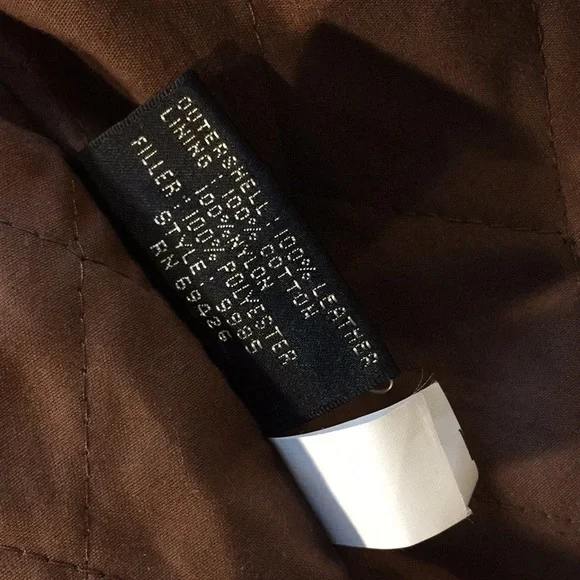 OUTERSHELL: 100% LEATHER
LINING: 100% COTTON
100% NYLON
FILLER: 100% POLYESTER
STYLE: 9985
RN 69426